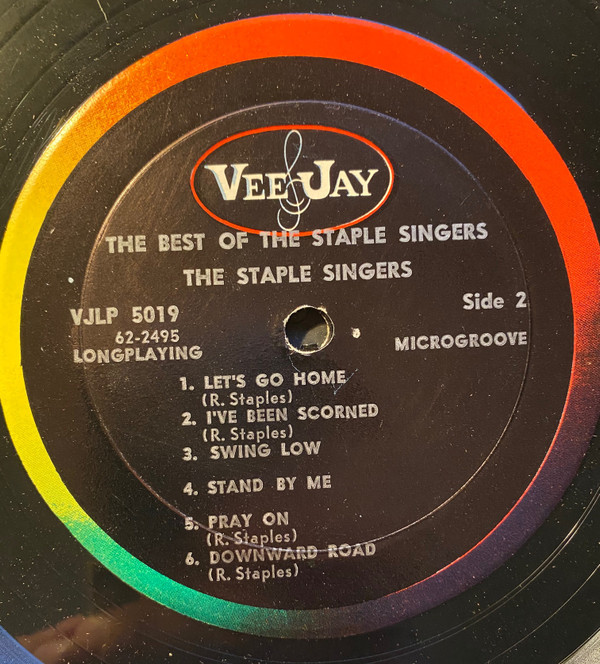 VEE JAY
THE BEST OF THE STAPLE SINGERS
THE STAPLE SINGERS
VJLP 5019
62-2495
LONGPLAYING
Side 2
MICROGROOVE
1. LET'S GO HOME
(R. Staples)
2. I'VE BEEN SCORNED
(R. Staples)
3. SWING LOW
4. STAND BY ME
5. PRAY ON
(R. Staples)
6. DOWNWARD ROAD
(R. Staples)